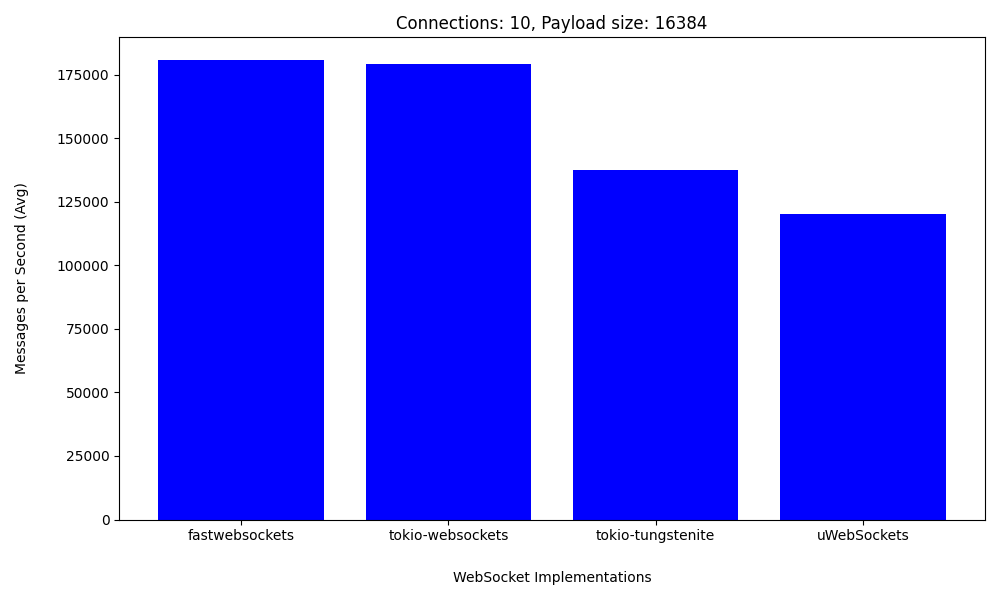 Connections: 10, Payload size: 16384
Messages per Second (Avg)
175000
150000
125000
100000
75000
50000
25000
0
fastwebsockets tokio-websockets tokio-tungstenite uWebSockets
WebSocket Implementations